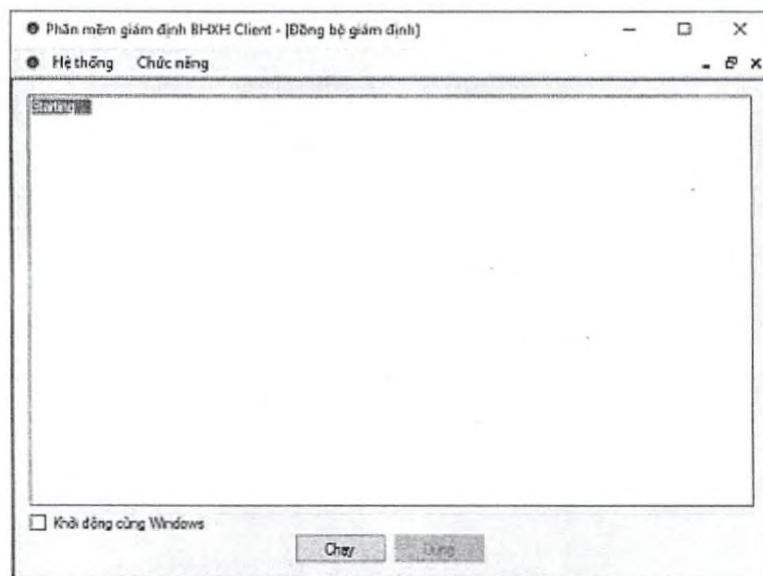 Phần mềm giám định BHXH Client - [Đồng bộ giám định]
Hệ thống Chức năng
Khởi động cùng Windows
Chạy Dừng